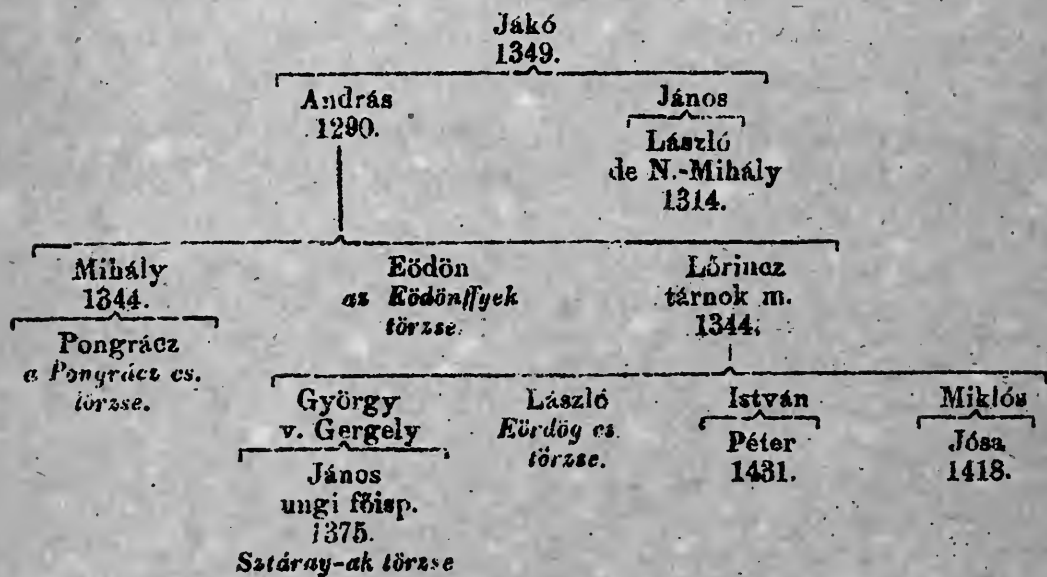 Jákó
1349.
András
1290.
János
László
de N.-Mihály
1314.
Mihály
1344.
Pongrácz
a Pongrácz cs.
törzse.
Eödön
az Eödönffyek
törzse.
Lőrincz
tárnok m.
1344.
György
v. Gergely
János
ungi főisp.
1375.
Sztáray-ak törzse
László
Eördög cs.
törzse.
István
Péter
1431.
Miklós
Jósa
1418.